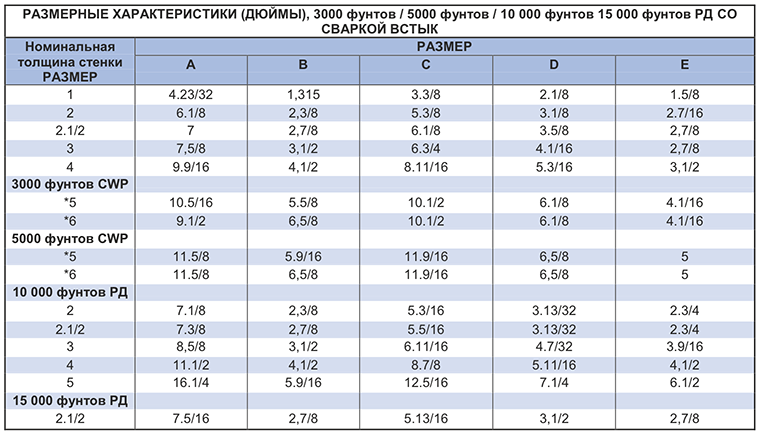 РАЗМЕРНЫЕ ХАРАКТЕРИСТИКИ (ДЮЙМЫ), 3000 фунтов / 5000 фунтов / 10 000 фунтов 15 000 фунтов РД СО
СВАРКОЙ ВСТЫК
Номинальная толщина стенки РАЗМЕР РАЗМЕР
A B C D E
1 4.23/32 1,315 3.3/8 2.1/8 1.5/8
2 6.1/8 2,3/8 5.3/8 3.1/8 2.7/16
2.1/2 7 2,7/8 6.1/8 3.5/8 2,7/8
3 7,5/8 3,1/2 6.3/4 4.1/16 2,7/8
4 9.9/16 4,1/2 8.11/16 5.3/16 3,1/2
3000 фунтов CWP
*5 10.5/16 5.5/8 10.1/2 6.1/8 4.1/16
*6 9.1/2 6,5/8 10.1/2 6.1/8 4.1/16
5000 фунтов CWP
*5 11.5/8 5.9/16 11.9/16 6,5/8 5
*6 11.5/8 6,5/8 11.9/16 6,5/8 5
10 000 фунтов РД
2 7.1/8 2,3/8 5.3/16 3.13/32 2.3/4
2.1/2 7.3/8 2,7/8 5.5/16 3.13/32 2.3/4
3 8,5/8 3,1/2 6.11/16 4.7/32 3.9/16
4 11.1/2 4,1/2 8.7/8 5.11/16 4,1/2
5 16.1/4 5.9/16 12.5/16 7.1/4 6.1/2
15 000 фунтов РД
2.1/2 7.5/16 2,7/8 5.13/16 3,1/2 2,7/8